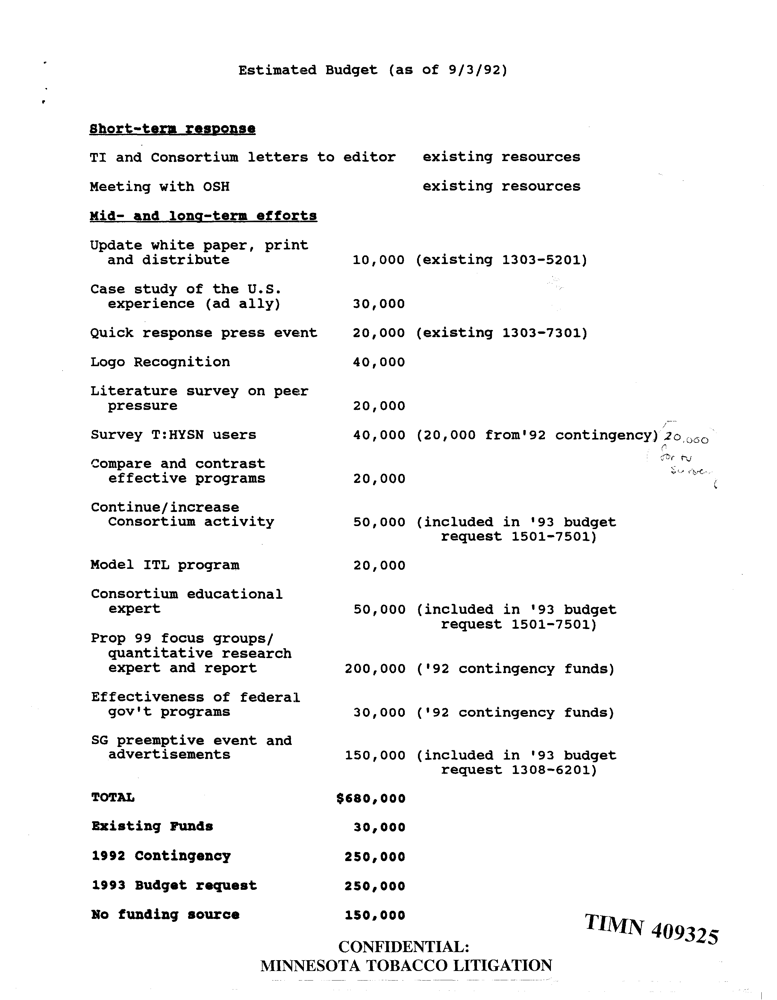 Estimated Budget (as of 9/3/92)
Short-term response
TI and Consortium letters to editor existing resources
Meeting with OSH existing resources
Mid- and long-term efforts
Update white paper, print
and distribute 10,000 (existing 1303-5201)
Case study of the U.S.
experience (ad ally) 30,000
Quick response press event 20,000 (existing 1303-7301)
Logo Recognition 40,000
Literature survey on peer
pressure 20,000
Survey T:HYSN users 40,000 (20,000 from'92 contingency) 20,000
for
Compare and contrast
effective programs 20,000
Continue/increase
Consortium activity 50,000 (included in '93 budget
request 1501-7501)
Model ITL program 20,000
Consortium educational
expert 50,000 (included in '93 budget
request 1501-7501)
Prop 99 focus groups/
quantitative research
expert and report 200,000 ('92 contingency funds)
Effectiveness of federal
gov't programs 30,000 ('92 contingency funds)
SG preemptive event and
advertisements 150,000 (included in '93 budget
request 1308-6201)
TOTAL $680,000
Existing Funds 30,000
1992 Contingency 250,000
1993 Budget request 250,000
No funding source 150,000
TIMN 409325
CONFIDENTIAL:
MINNESOTA TOBACCO LITIGATION